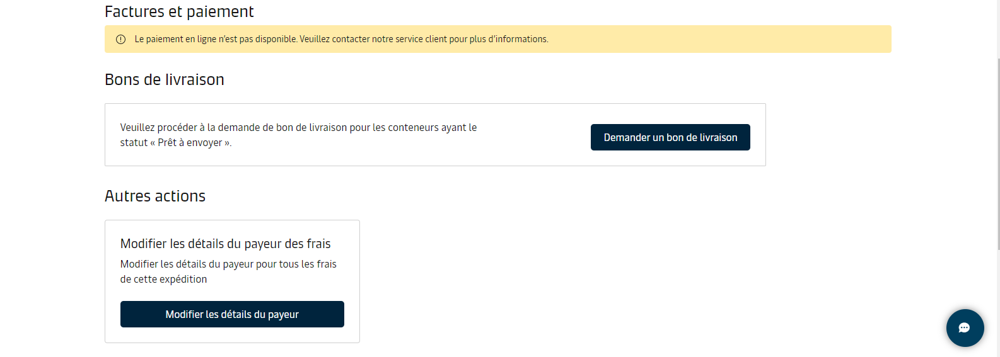 Factures et paiement
Le paiement en ligne n’est pas disponible. Veuillez contacter notre service client pour plus d’informations.
Bons de livraison
Veuillez procéder à la demande de bon de livraison pour les conteneurs ayant le
statut « Prêt à envoyer ».
Demander un bon de livraison
Autres actions
Modifier les détails du payeur des frais
Modifier les détails du payeur pour tous les frais
de cette expédition
Modifier les détails du payeur